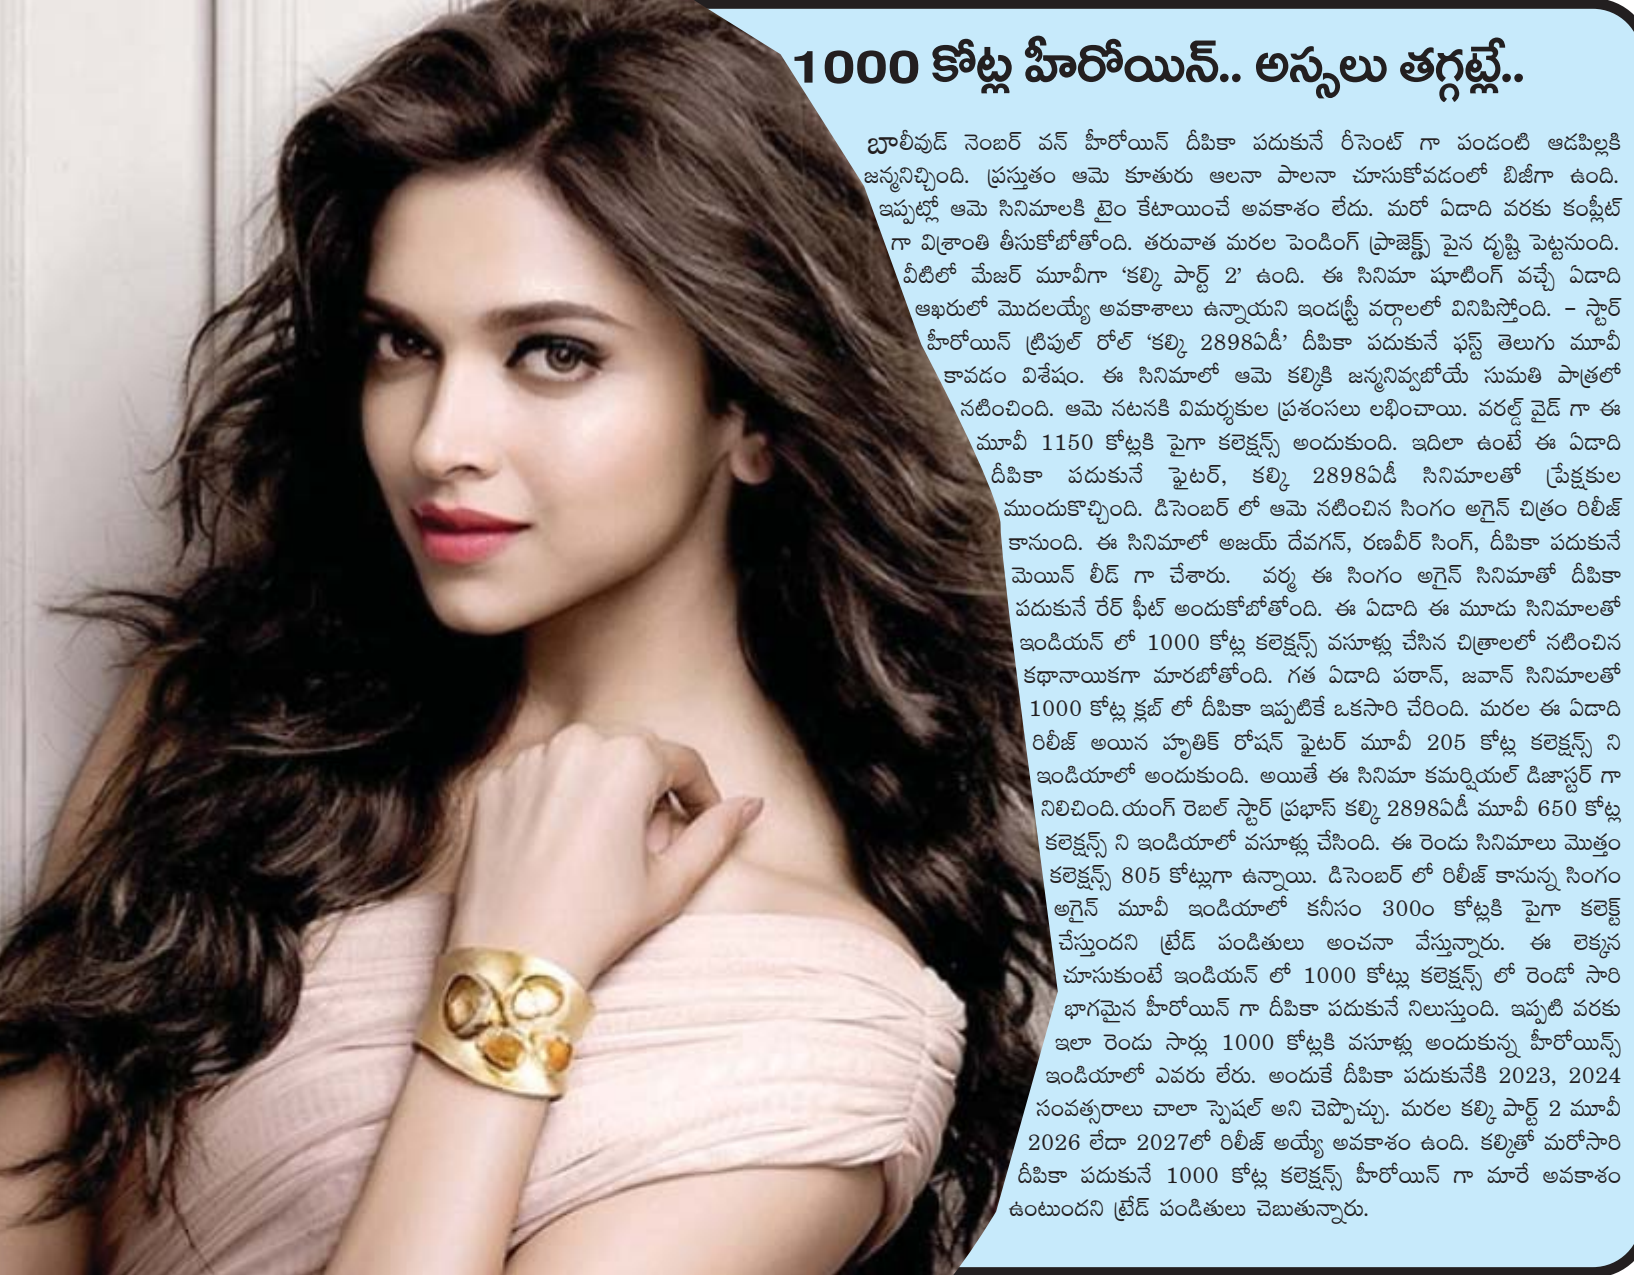 1000 కోట్ల హీరోయిన్.. అస్సలు తగ్గట్లే..
బాలీవుడ్ నెంబర్ వన్ హీరోయిన్ దీపికా పదుకునే రీసెంట్ గా పండంటి ఆడపిల్లకి
జన్మనిచ్చింది. ప్రస్తుతం ఆమె కూతురు ఆలనా పాలనా చూసుకోవడంలో బిజీగా ఉంది.
ఇప్పట్లో ఆమె సినిమాలకి టైం కేటాయించే అవకాశం లేదు. మరో ఏడాది వరకు కంప్లీట్
గా విశ్రాంతి తీసుకోబోతోంది. తరువాత మరల పెండింగ్ ప్రాజెక్ట్స్ పైన దృష్టి పెట్టనుంది.
వీటిలో మేజర్ మూవీగా ‘కల్కి పార్ట్ 2’ ఉంది. ఈ సినిమా షూటింగ్ వచ్చే ఏడాది
ఆఖరులో మొదలయ్యే అవకాశాలు ఉన్నాయని ఇండస్ట్రీ వర్గాలలో వినిపిస్తోంది. - స్టార్
హీరోయిన్ ట్రిపుల్ రోల్ ‘కల్కి 2898ఏడీ’ దీపికా పదుకునే ఫస్ట్ తెలుగు మూవీ
కావడం విశేషం. ఈ సినిమాలో ఆమె కల్కికి జన్మనివ్వబోయే సుమతి పాత్రలో
నటించింది. ఆమె నటనకి విమర్శకుల ప్రశంసలు లభించాయి. వరల్డ్ వైడ్ గా ఈ
మూవీ 1150 కోట్లకి పైగా కలెక్షన్స్ అందుకుంది. ఇదిలా ఉంటే ఈ ఏడాది
దీపికా పదుకునే ఫైటర్, కల్కి 2898ఏడీ సినిమాలతో ప్రేక్షకుల
ముందుకొచ్చింది. డిసెంబర్ లో ఆమె నటించిన సింగం అగైన్ చిత్రం రిలీజ్
కానుంది. ఈ సినిమాలో అజయ్ దేవగన్, రణవీర్ సింగ్, దీపికా పదుకునే
మెయిన్ లీడ్ గా చేశారు. వర్మ ఈ సింగం అగైన్ సినిమాతో దీపికా
పదుకునే రేర్ ఫీట్ అందుకోబోతోంది. ఈ ఏడాది ఈ మూడు సినిమాలతో
ఇండియన్ లో 1000 కోట్ల కలెక్షన్స్ వసూళ్లు చేసిన చిత్రాలలో నటించిన
కథానాయికగా మారబోతోంది. గత ఏడాది పఠాన్, జవాన్ సినిమాలతో
1000 కోట్ల క్లబ్ లో దీపికా ఇప్పటికే ఒకసారి చేరింది. మరల ఈ ఏడాది
రిలీజ్ అయిన హృతిక్ రోషన్ ఫైటర్ మూవీ 205 కోట్ల కలెక్షన్స్ ని
ఇండియాలో అందుకుంది. అయితే ఈ సినిమా కమర్షియల్ డిజాస్టర్ గా
నిలిచింది.యంగ్ రెబల్ స్టార్ ప్రభాస్ కల్కి 2898ఏడీ మూవీ 650 కోట్ల
కలెక్షన్స్ ని ఇండియాలో వసూళ్లు చేసింది. ఈ రెండు సినిమాలు మొత్తం
కలెక్షన్స్ 805 కోట్లుగా ఉన్నాయి. డిసెంబర్ లో రిలీజ్ కానున్న సింగం
అగైన్ మూవీ ఇండియాలో కనీసం 300ం కోట్లకి పైగా కలెక్ట్
చేస్తుందని ట్రేడ్ పండితులు అంచనా వేస్తున్నారు. ఈ లెక్కన
చూసుకుంటే ఇండియన్ లో 1000 కోట్లు కలెక్షన్స్ లో రెండో సారి
భాగమైన హీరోయిన్ గా దీపికా పదుకునే నిలుస్తుంది. ఇప్పటి వరకు
ఇలా రెండు సార్లు 1000 కోట్లకి వసూళ్లు అందుకున్న హీరోయిన్స్
ఇండియాలో ఎవరు లేరు. అందుకే దీపికా పదుకునేకి 2023, 2024
సంవత్సరాలు చాలా స్పెషల్ అని చెప్పొచ్చు. మరల కల్కి పార్ట్ 2 మూవీ
2026 లేదా 2027లో రిలీజ్ అయ్యే అవకాశం ఉంది. కల్కితో మరోసారి
దీపికా పదుకునే 1000 కోట్ల కలెక్షన్స్ హీరోయిన్ గా మారే అవకాశం
ఉంటుందని ట్రేడ్ పండితులు చెబుతున్నారు.